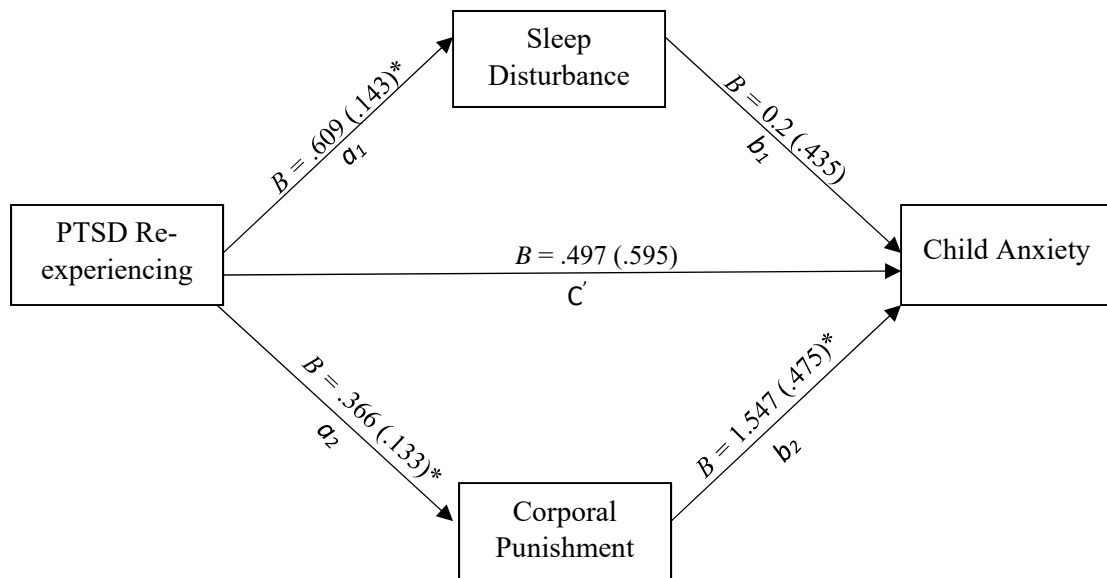 Sleep
Disturbance
B = .609 (.143)*
a1
B = 0.2 (.435)
b1
PTSD Re-
experiencing
B = .497 (.595)
C′
Child Anxiety
B = .366 (.133)*
a2
B = 1.547 (.475)*
b2
Corporal
Punishment